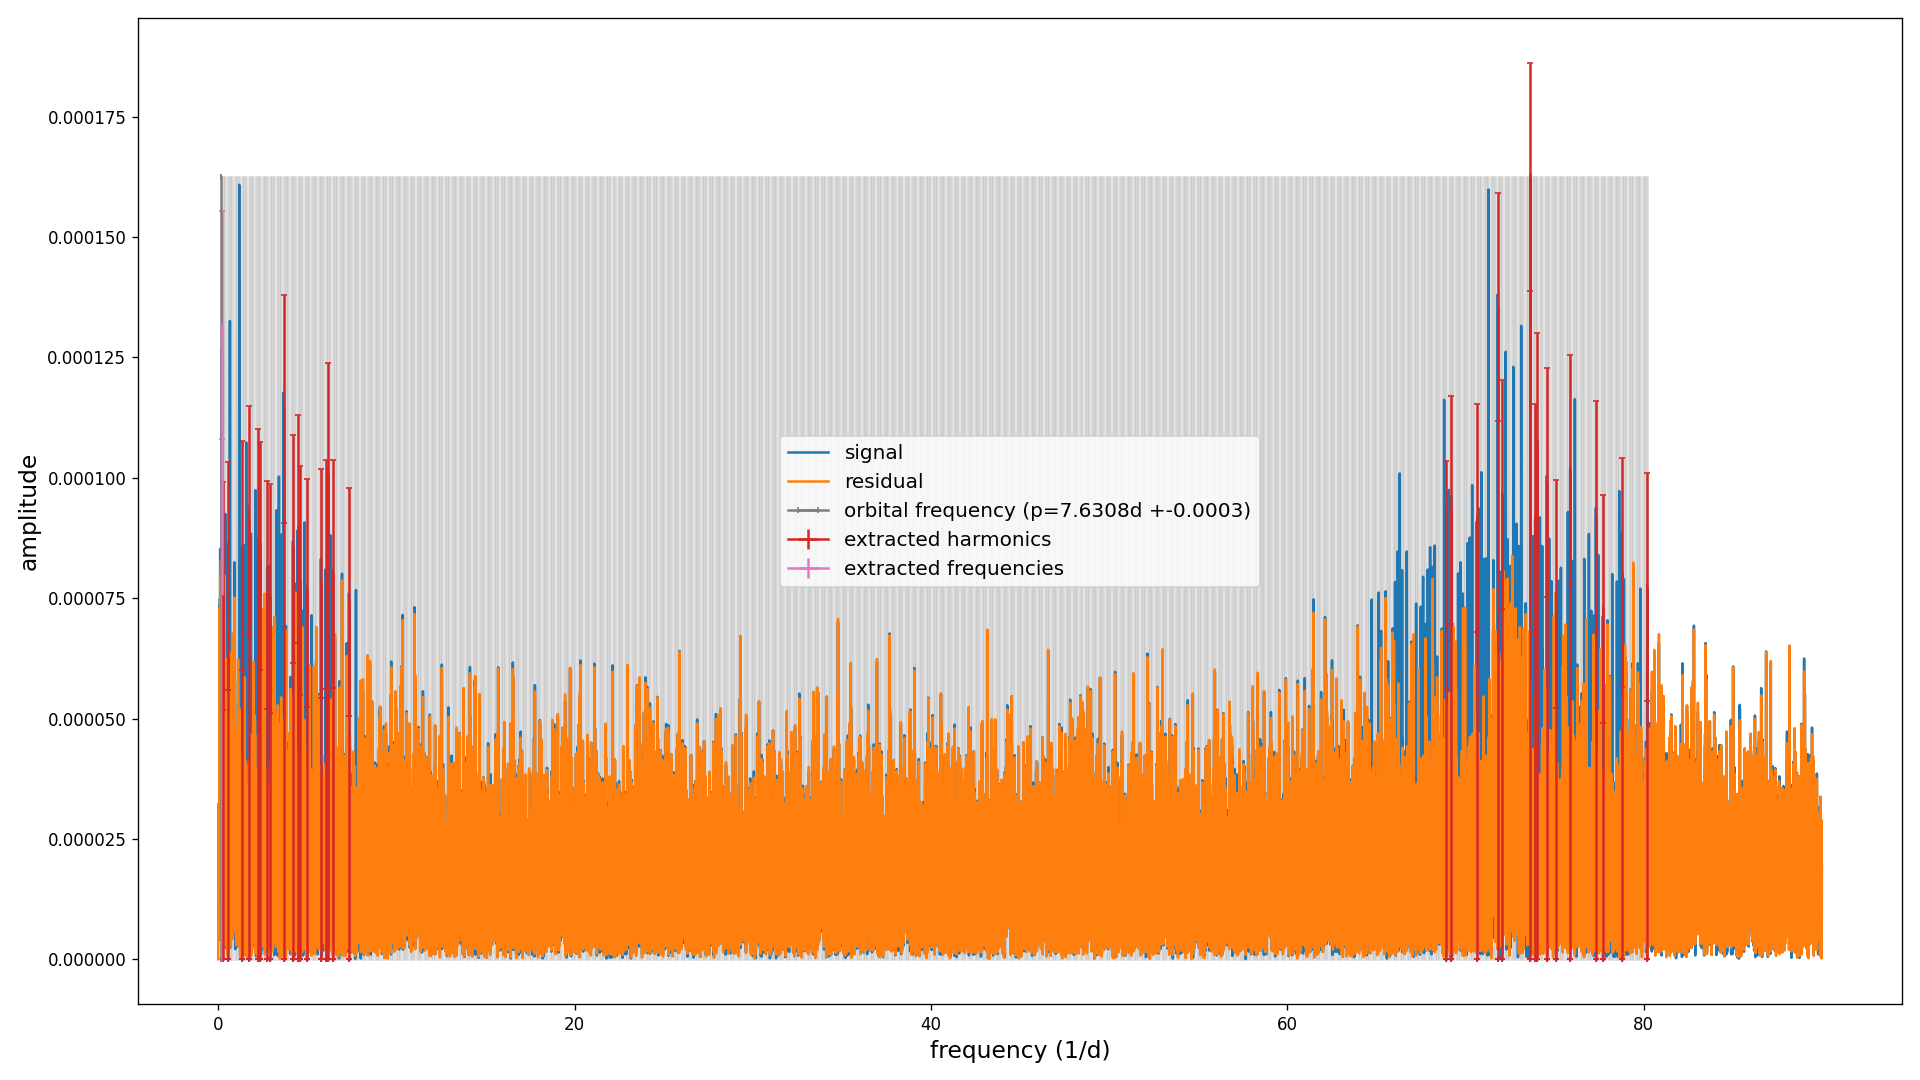 0.000175
0.000150
0.000125
0.000100
0.000075
0.000050
0.000025
0.000000
amplitude
signal
residual
orbital frequency (p=7.6308d +-0.0003)
extracted harmonics
extracted frequencies
0 20 40 60 80
frequency (1/d)